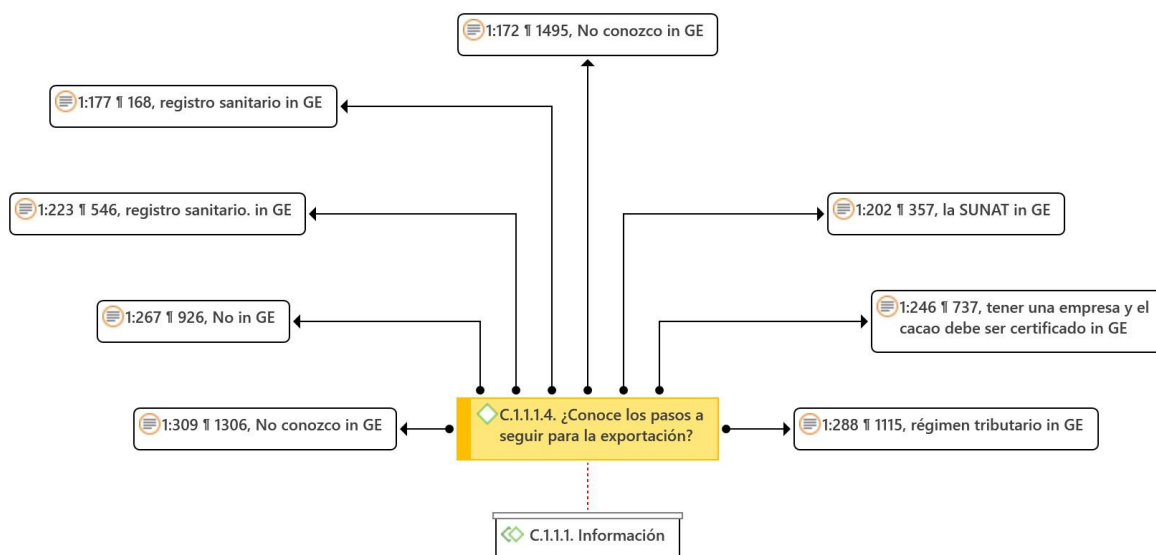 1:172 ¶ 1495, No conozco in GE
1:177 ¶ 168, registro sanitario in GE
1:223 ¶ 546, registro sanitario. in GE
1:202 ¶ 357, la SUNAT in GE
1:267 ¶ 926, No in GE
1:246 ¶ 737, tener una empresa y el
cacao debe ser certificado in GE
1:309 ¶ 1306, No conozco in GE
C.1.1.1.4. ¿Conoce los pasos a
seguir para la exportación?
1:288 ¶ 1115, régimen tributario in GE
C.1.1.1. Información